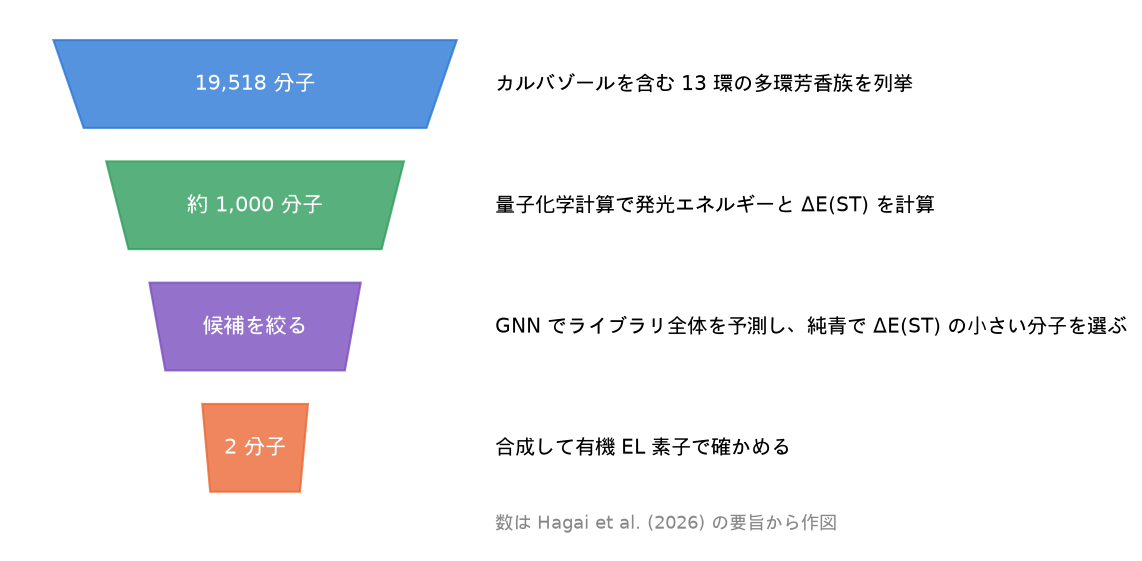 19,518 分子
カルバゾールを含む 13 環の多環芳香族を列挙
約 1,000 分子
量子化学計算で発光エネルギーと ΔE(ST) を計算
候補を絞る
GNN でライブラリ全体を予測し、純青で ΔE(ST) の小さい分子を選ぶ
2 分子
合成して有機 EL 素子で確かめる
数は Hagai et al. (2026) の要旨から作図